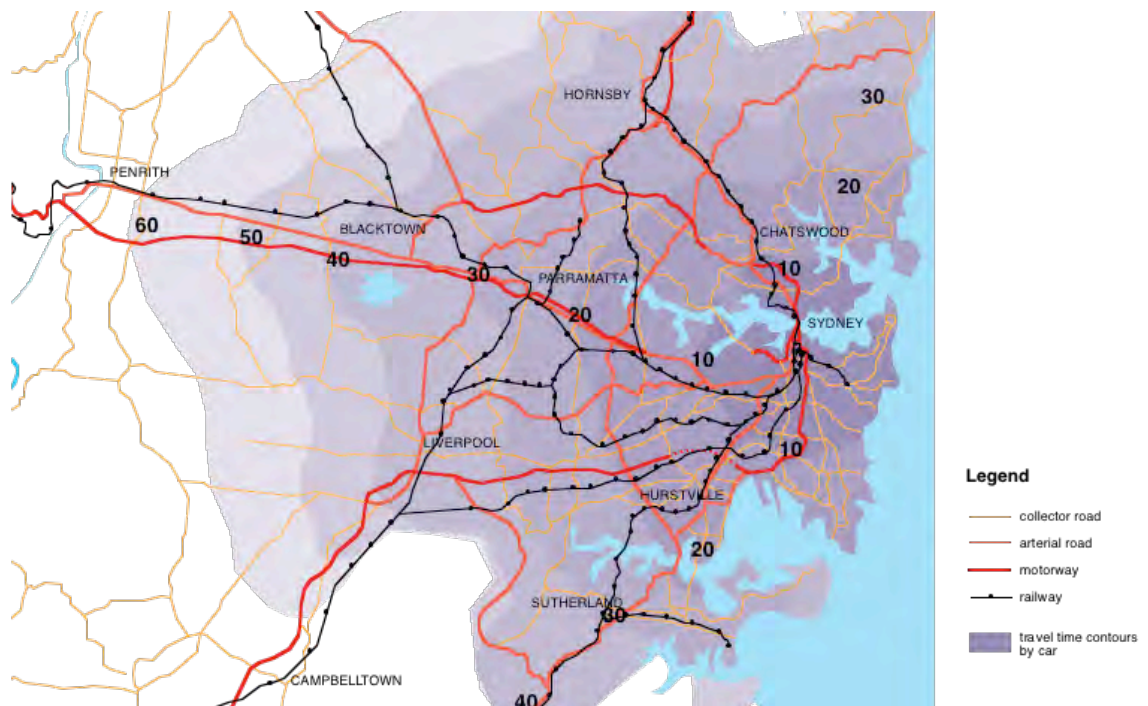 HORNSBY
30
PENRITH
20
60
50
BLACKTOWN
CHATSWOOD
40
30
PARRAMATTA
10
20
SYDNEY
10
LIVERPOOL
10
HURSTVILLE
20
SUTHERLAND
30
CAMPBELLTOWN
40
Legend
collector road
arterial road
motorway
railway
travel time contours
by car